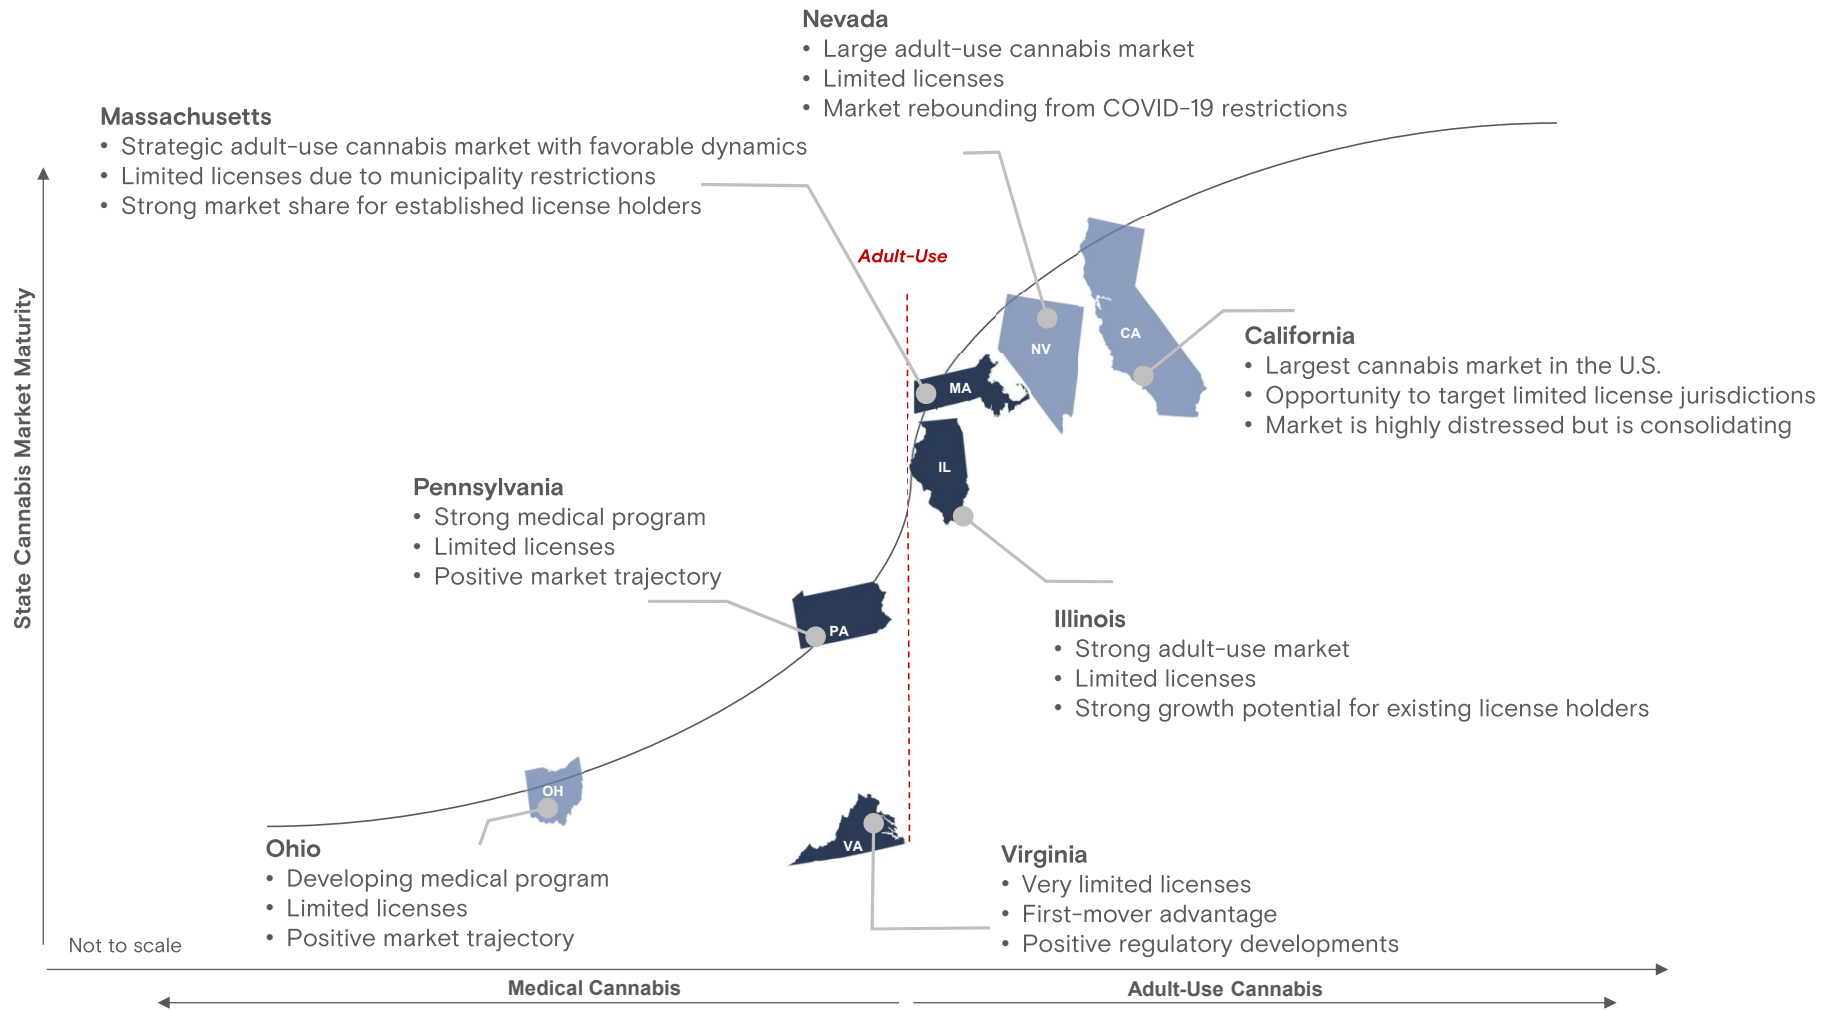 Nevada
• Large adult-use cannabis market
• Limited licenses
• Market rebounding from COVID-19 restrictions
Massachusetts
• Strategic adult-use cannabis market with favorable dynamics
• Limited licenses due to municipality restrictions
• Strong market share for established license holders
Adult-Use
State Cannabis Market Maturity
CA
NV
MA
California
• Largest cannabis market in the U.S.
• Opportunity to target limited license jurisdictions
• Market is highly distressed but is consolidating
IL
Pennsylvania
• Strong medical program
• Limited licenses
• Positive market trajectory
PA
Illinois
• Strong adult-use market
• Limited licenses
• Strong growth potential for existing license holders
OH
VA
Ohio
• Developing medical program
• Limited licenses
• Positive market trajectory
Virginia
• Very limited licenses
• First-mover advantage
• Positive regulatory developments
Not to scale
Medical Cannabis
Adult-Use Cannabis